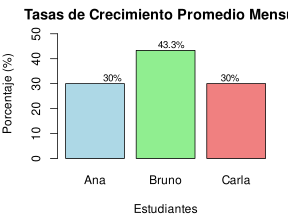 Tasas de Crecimiento Promedio
Porcentaje (%)
50
40
30
20
10
0
30%
43.3%
30%
Ana Bruno Carla
Estudiantes